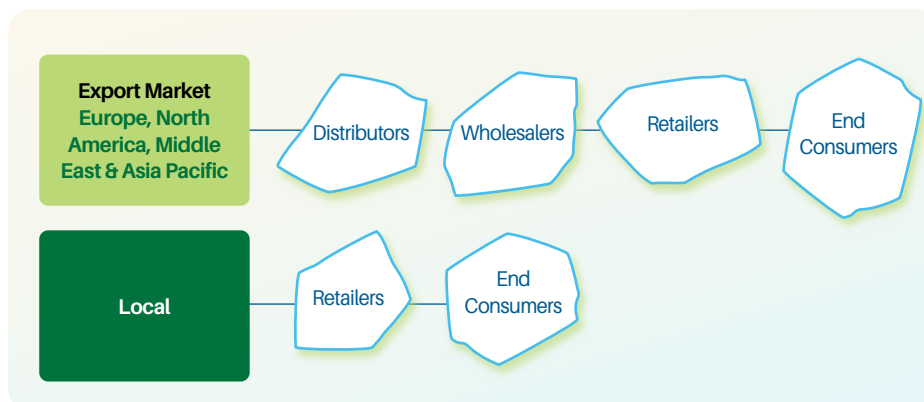 Export Market
Europe, North
America, Middle
East & Asia Pacific
Distributors
Wholesalers
Retailers
End
Consumers
Local
Retailers
End
Consumers